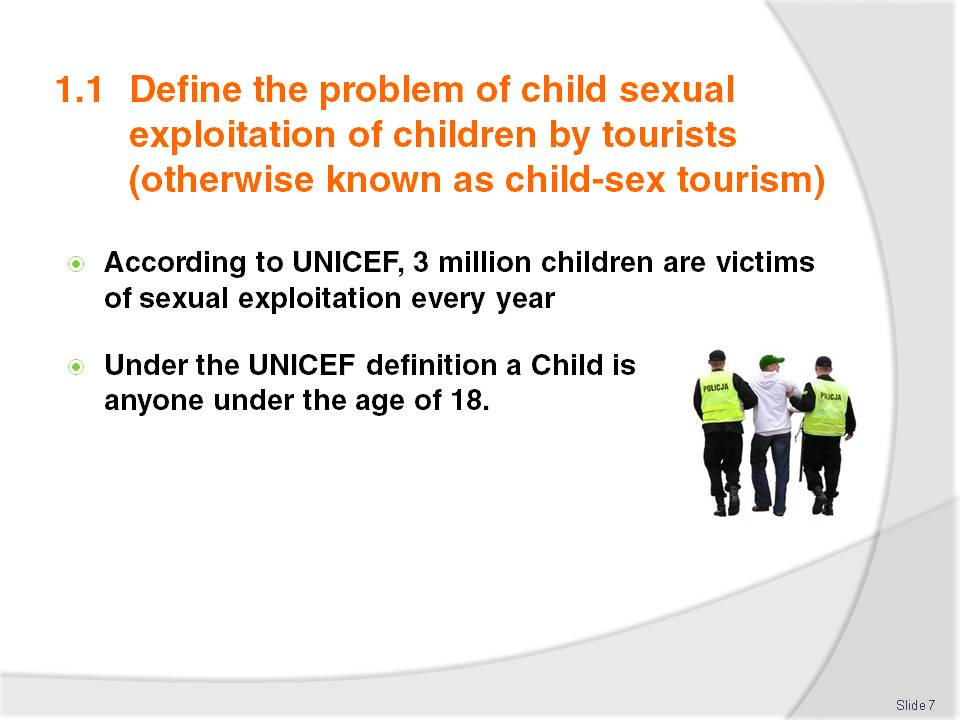 1.1 Define the problem of child sexual
exploitation of children by tourists
(otherwise known as child-sex tourism)
According to UNICEF, 3 million children are victims
of sexual exploitation every year
Under the UNICEF definition a Child is
anyone under the age of 18.
POLICJA
POLICJA
Slide 7